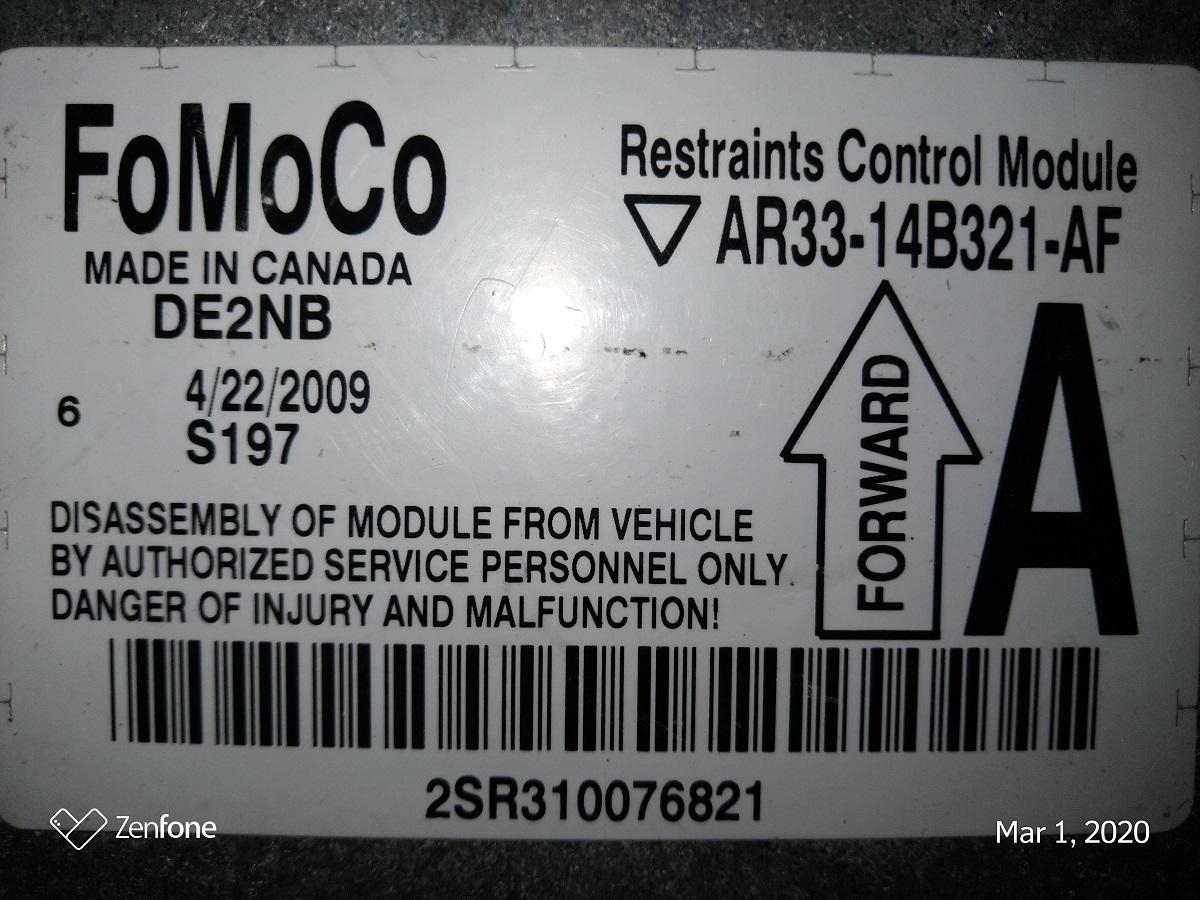 FoMoCo
MADE IN CANADA
DE2NB
6
4/22/2009
S197
Restraints Control Module
AR33-14B321-AF
FORWARD
A
DISASSEMBLY OF MODULE FROM VEHICLE
BY AUTHORIZED SERVICE PERSONNEL ONLY.
DANGER OF INJURY AND MALFUNCTION!
2SR310076821
Zenfone
Mar 1, 2020